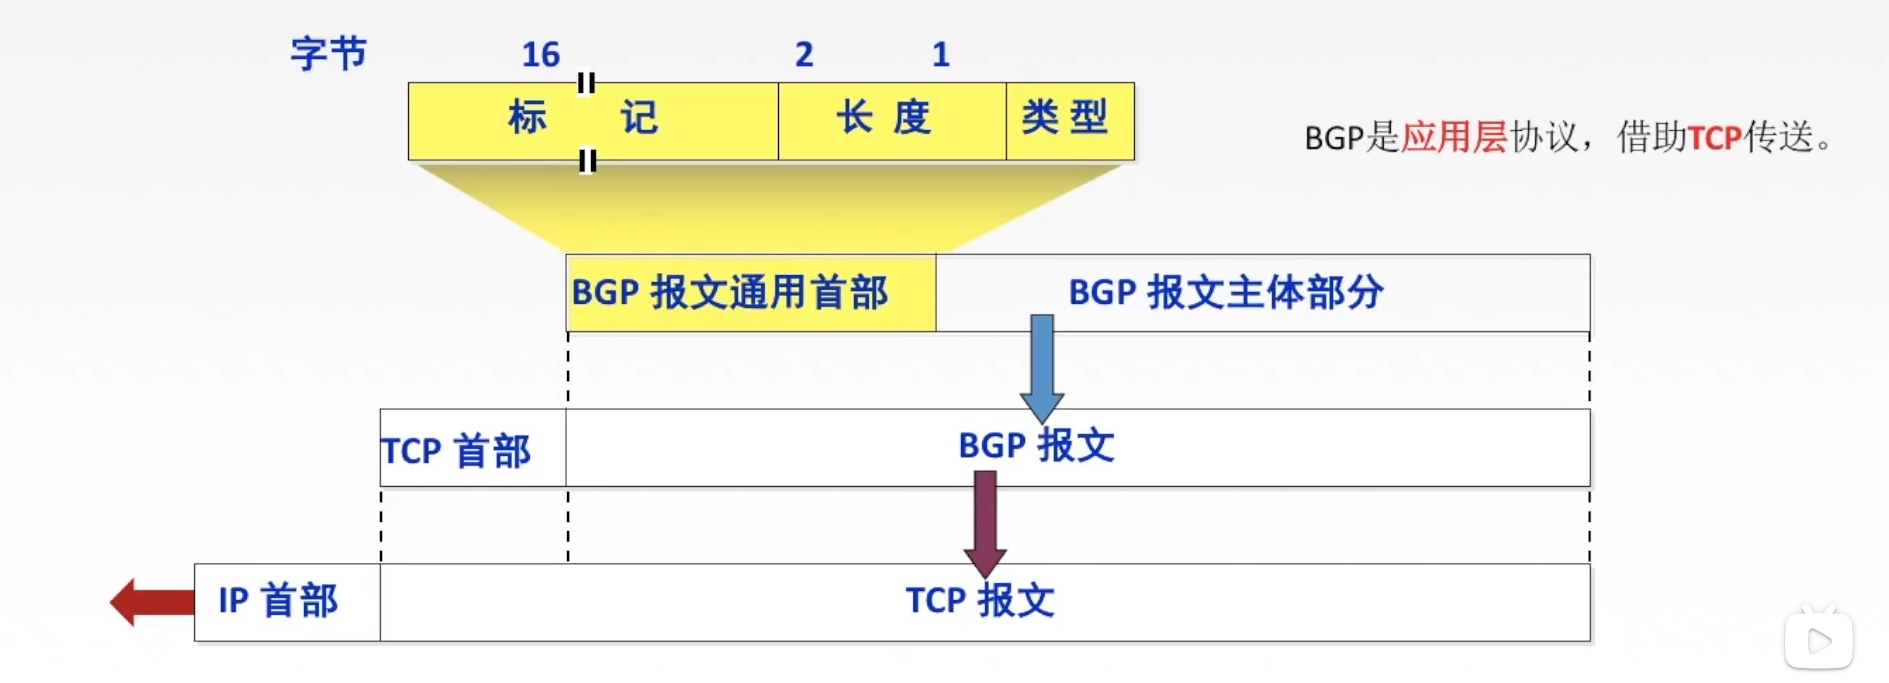 字节 16 2 1
标 记 长 度 类 型
BGP是应用层协议，借助TCP传送。
BGP 报文通用首部 BGP 报文主体部分
TCP 首部 BGP 报文
IP 首部 TCP 报文